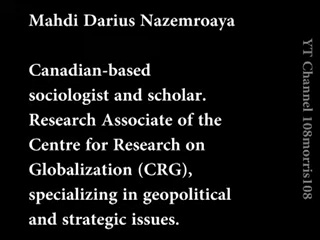 Mahdi Darius Nazemroaya
Canadian-based
sociologist and scholar.
Research Associate of the
Centre for Research on
Globalization (CRG),
specializing in geopolitical
and strategic issues.
YT Channel 108morris108